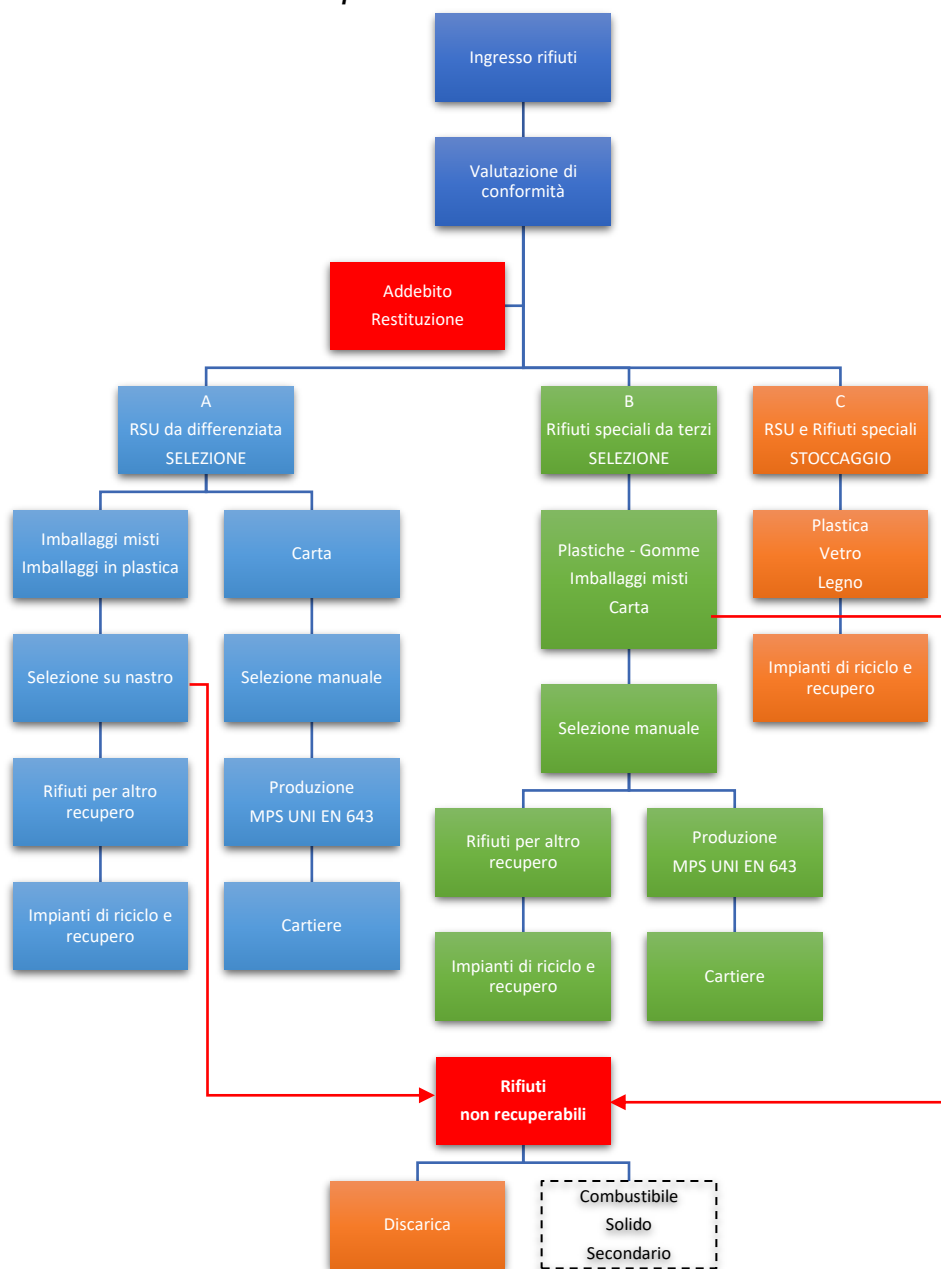 Ingresso rifiuti
Valutazione di
conformità
Addebito
Restituzione
A
RSU da differenziata
SELEZIONE
B
Rifiuti speciali da terzi
SELEZIONE
C
RSU e Rifiuti speciali
STOCCAGGIO
Imballaggi misti
Imballaggi in plastica
Carta
Plastiche - Gomme
Imballaggi misti
Carta
Plastica
Vetro
Legno
Selezione su nastro
Selezione manuale
Impianti di riciclo e
recupero
Selezione manuale
Rifiuti per altro
recupero
Produzione
MPS UNI EN 643
Rifiuti per altro
recupero
Produzione
MPS UNI EN 643
Impianti di riciclo e
recupero
Cartiere
Impianti di riciclo e
recupero
Cartiere
Rifiuti
non recuperabili
Discarica
Combustibile
Solido
Secondario